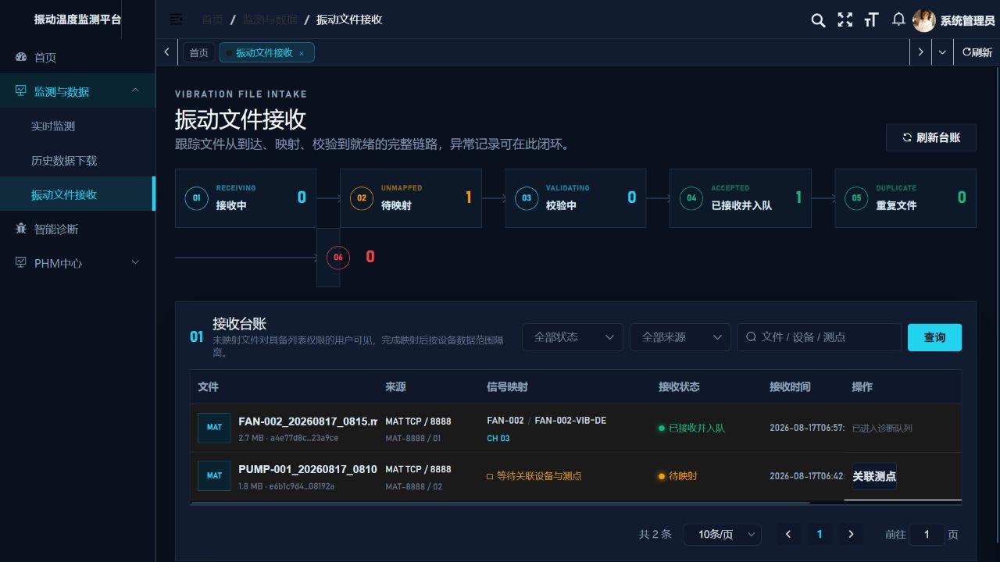 振动温度监测平台
首页 / 监测与数据 / 振动文件接收
系统管理员
首页
振动文件接收 ×
刷新
首页
监测与数据
实时监测
历史数据下载
振动文件接收
智能诊断
PHM中心
VIBRATION FILE INTAKE
振动文件接收
跟踪文件从到达、映射、校验到就绪的完整链路，异常记录可在此闭环。
刷新台账
01 RECEIVING 接收中 0
02 UNMAPPED 待映射 1
03 VALIDATING 校验中 0
04 ACCEPTED 已接收并入队 1
05 DUPLICATE 重复文件 0
06 0
01 接收台账
未映射文件对具备列表权限的用户可见，完成映射后按设备数据范围隔
离。
全部状态
全部来源
文件 / 设备 / 测点
查询
文件 来源 信号映射 接收状态 接收时间 操作
MAT FAN-002_20260817_0815.m MAT TCP / 8888 FAN-002 / FAN-002-VIB-DE 已接收并入队 2026-08-17T06:57: 已进入诊断队列
2.7 MB · a4e77d8c…23a9ce MAT-8888 / 01 CH 03
MAT PUMP-001_20260817_0810 MAT TCP / 8888 等待关联设备与测点 待映射 2026-08-17T06:42: 关联测点
1.8 MB · e6b1c9d4…08192a MAT-8888 / 02
共 2 条 10条/页 1 前往 1 页